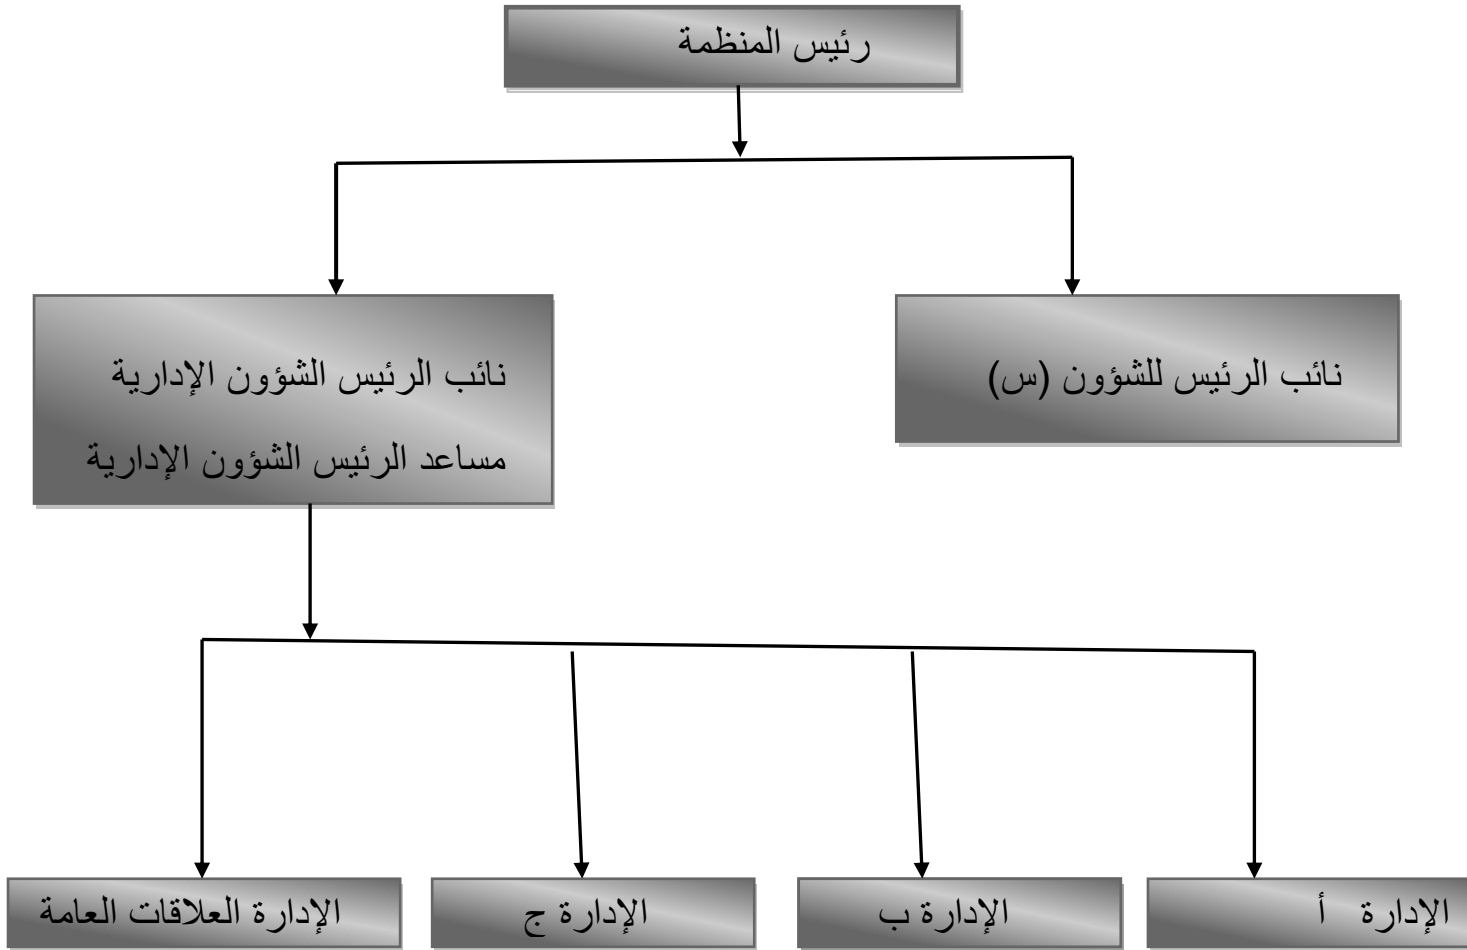 رئيس المنظمة
نائب الرئيس للشؤون (س)
نائب الرئيس الشؤون الإدارية
مساعد الرئيس الشؤون الإدارية
الإدارة أ
الإدارة ب
الإدارة ج
الإدارة العلاقات العامة